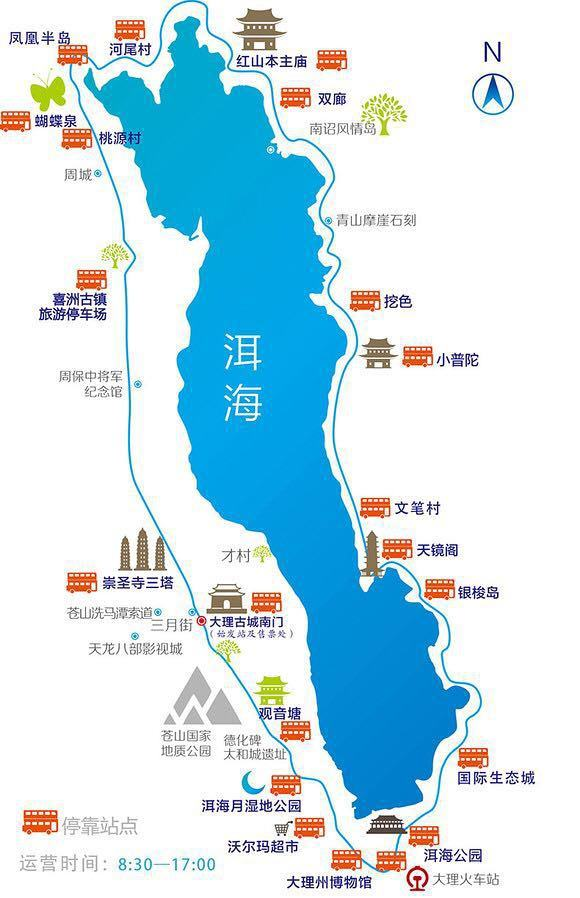 凤凰半岛
河尾村
红山本主庙
N
双廊
蝴蝶泉
桃源村
南诏风情岛
周城
青山摩崖石刻
喜洲古镇
旅游停车场
挖色
洱
海
小普陀
周保中将军
纪念馆
文笔村
天镜阁
才村
崇圣寺三塔
银梭岛
苍山洗马潭索道
三月街
大理古城南门
(始发站及售票处)
天龙八部影视城
观音塘
苍山国家
地质公园
德化碑
太和城遗址
国际生态城
洱海月湿地公园
停靠站点
沃尔玛超市
洱海公园
运营时间：8:30—17:00
大理州博物馆
大理火车站